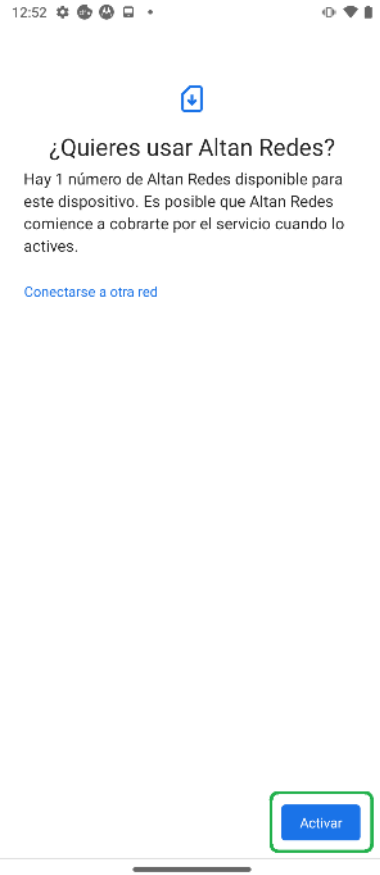 12:52
¿Quieres usar Altan Redes?
Hay 1 número de Altan Redes disponible para
este dispositivo. Es posible que Altan Redes
comience a cobrarte por el servicio cuando lo
actives.
Conectarse a otra red
Activar